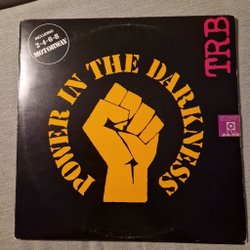 INCLUDING
2-4-6-8
MOTORWAY
POWER IN THE DARKNESS
TRB